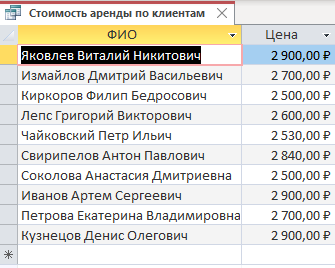 Стоимость аренды по клиентам
ФИО Цена
Яковлев Виталий Никитович 2 900,00 ₽
Измайлов Дмитрий Васильевич 2 700,00 ₽
Киркоров Филип Бедросович 2 500,00 ₽
Лепс Григорий Викторович 2 600,00 ₽
Чайковский Петр Ильич 2 530,00 ₽
Свирипелов Антон Павлович 2 840,00 ₽
Соколова Анастасия Дмитриевна 2 500,00 ₽
Иванов Артем Сергеевич 2 900,00 ₽
Петрова Екатерина Владимировна 2 700,00 ₽
Кузнецов Денис Олегович 2 900,00 ₽